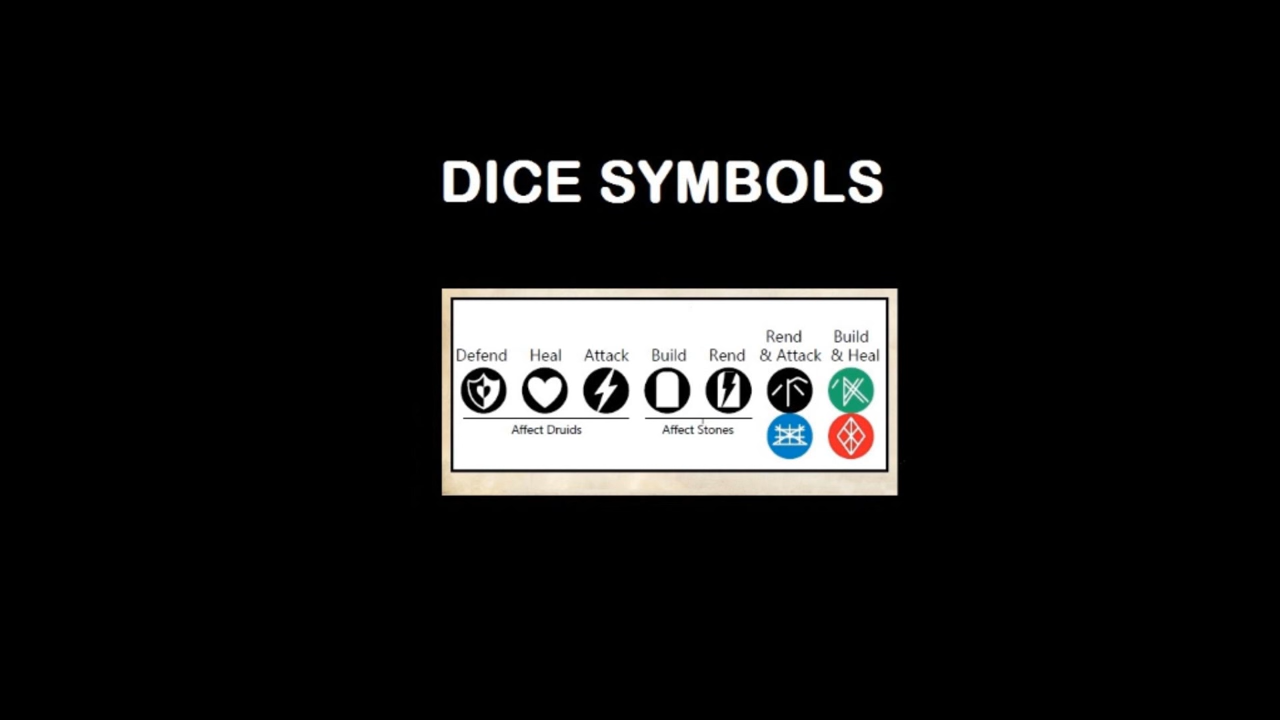 DICE SYMBOLS
Rend Build
Defend Heal Attack Build Rend & Attack & Heal
Affect Druids Affect Stones